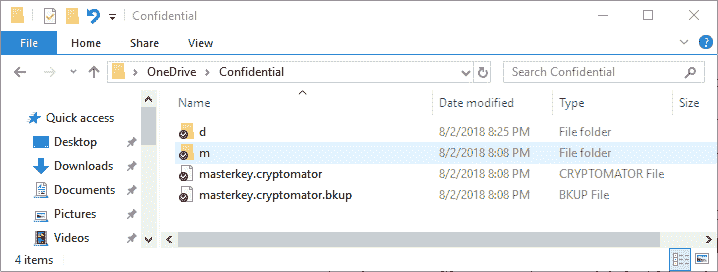 Confidential
File Home Share View
OneDrive Confidential Search Confidential
Name Date modified Type Size
Quick access
Desktop
Downloads
Documents
Pictures
Videos
d 8/2/2018 8:25 PM File folder
m 8/2/2018 8:08 PM File folder
masterkey.cryptomator 8/2/2018 8:08 PM CRYPTOMATOR File
masterkey.cryptomator.bkup 8/2/2018 8:08 PM BKUP File
4 items